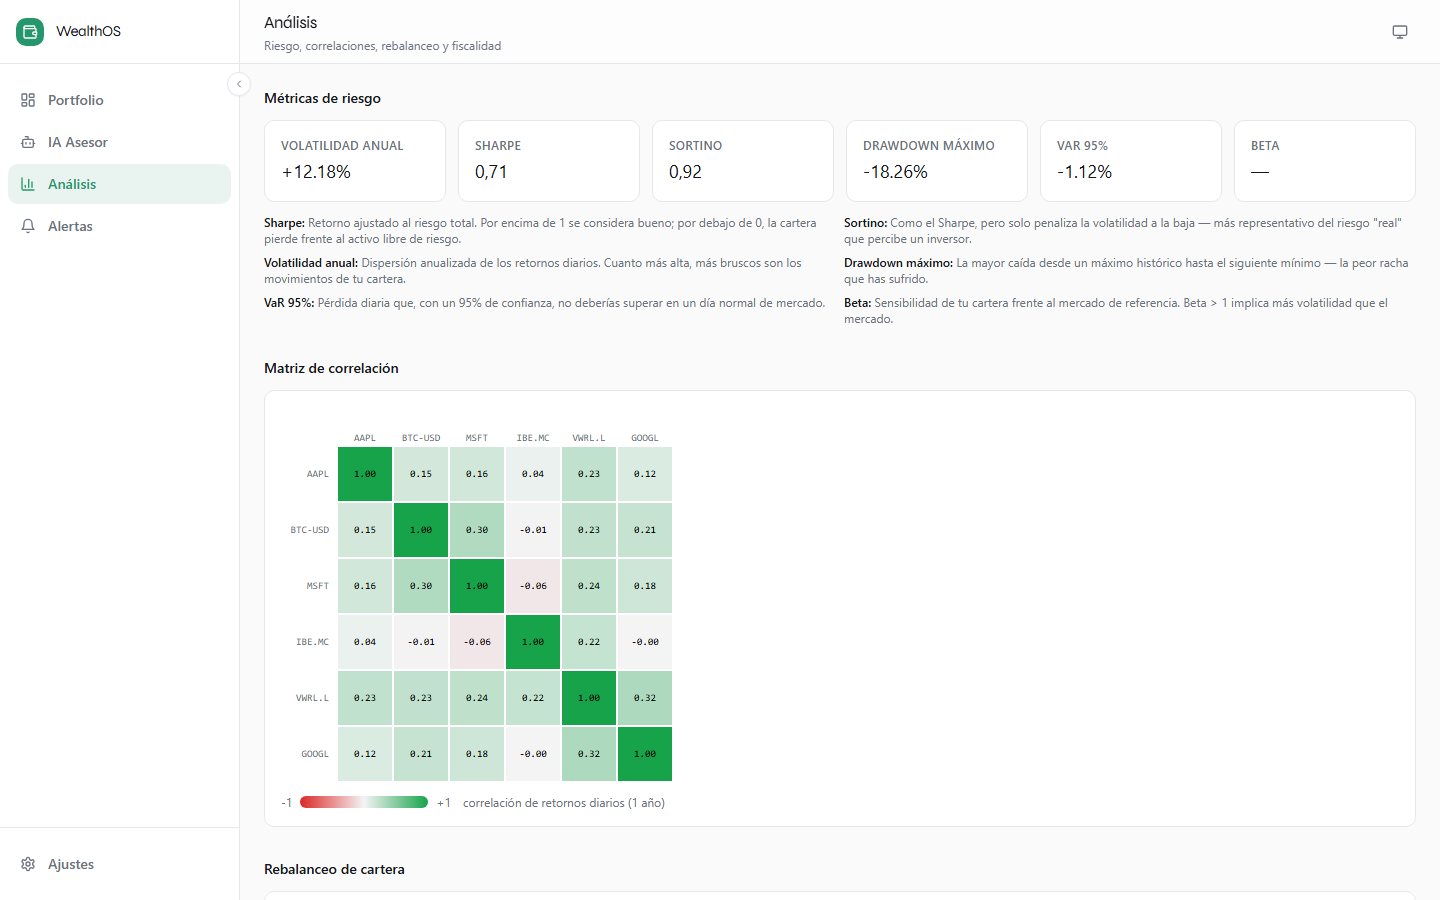 WealthOS
Portfolio
IA Asesor
Análisis
Alertas
Ajustes
Análisis
Riesgo, correlaciones, rebalanceo y fiscalidad
Métricas de riesgo
VOLATILIDAD ANUAL
+12.18%
SHARPE
0,71
SORTINO
0,92
DRAWDOWN MÁXIMO
-18.26%
VAR 95%
-1.12%
BETA
—
Sharpe: Retorno ajustado al riesgo total. Por encima de 1 se considera bueno; por debajo de 0, la cartera
pierde frente al activo libre de riesgo.
Sortino: Como el Sharpe, pero solo penaliza la volatilidad a la baja — más representativo del riesgo "real"
que percibe un inversor.
Volatilidad anual: Dispersión anualizada de los retornos diarios. Cuanto más alta, más bruscos son los
movimientos de tu cartera.
Drawdown máximo: La mayor caída desde un máximo histórico hasta el siguiente mínimo — la peor racha
que has sufrido.
VaR 95%: Pérdida diaria que, con un 95% de confianza, no deberías superar en un día normal de mercado.
Beta: Sensibilidad de tu cartera frente al mercado de referencia. Beta > 1 implica más volatilidad que el
mercado.
Matriz de correlación
AAPL BTC-USD MSFT IBE.MC VWRL.L GOOGL
AAPL 1.00 0.15 0.16 0.04 0.23 0.12
BTC-USD 0.15 1.00 0.30 -0.01 0.23 0.21
MSFT 0.16 0.30 1.00 -0.06 0.24 0.18
IBE.MC 0.04 -0.01 -0.06 1.00 0.22 -0.00
VWRL.L 0.23 0.23 0.24 0.22 1.00 0.32
GOOGL 0.12 0.21 0.18 -0.00 0.32 1.00
-1 +1 correlación de retornos diarios (1 año)
Rebalanceo de cartera